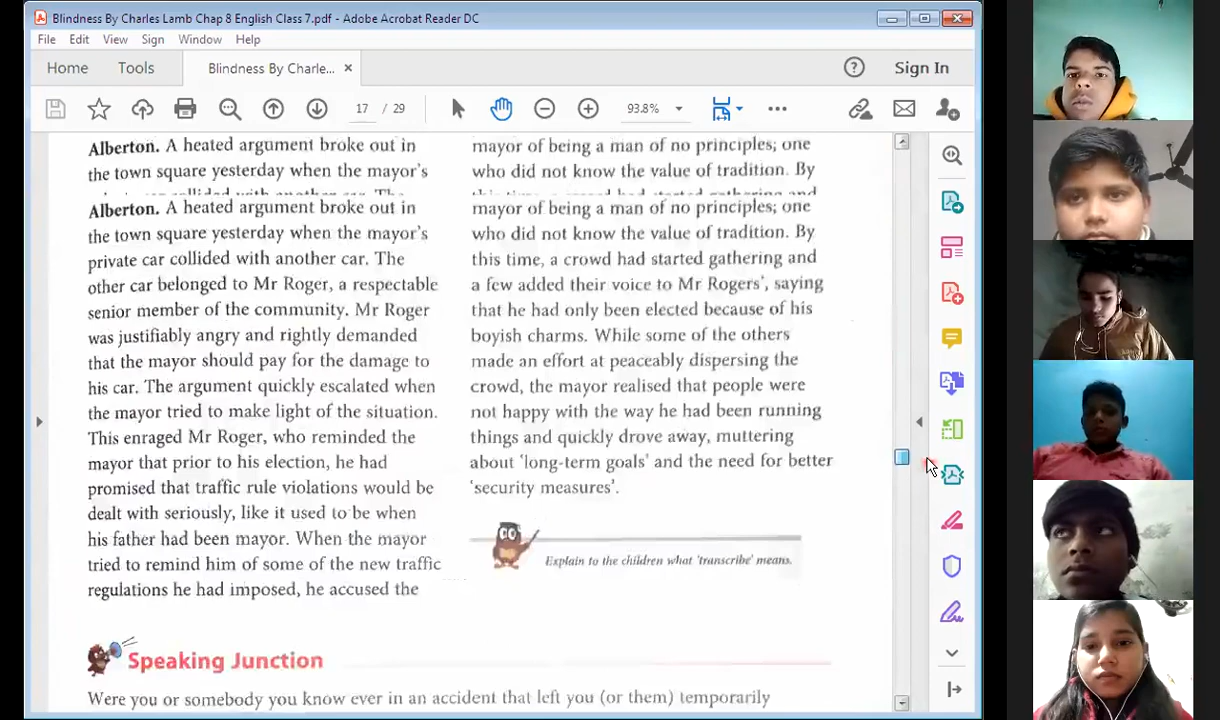 Blindness By Charles Lamb Chap 8 English Class 7.pdf - Adobe Acrobat Reader DC
File Edit View Sign Window Help
Home Tools Blindness By Charle... × Sign In
17 / 29 93.8%
Alberton. A heated argument broke out in
the town square yesterday when the mayor's
Alberton. A heated argument broke out in
the town square yesterday when the mayor's
private car collided with another car. The
other car belonged to Mr Roger, a respectable
senior member of the community. Mr Roger
was justifiably angry and rightly demanded
that the mayor should pay for the damage to
his car. The argument quickly escalated when
the mayor tried to make light of the situation.
This enraged Mr Roger, who reminded the
mayor that prior to his election, he had
promised that traffic rule violations would be
dealt with seriously, like it used to be when
his father had been mayor. When the mayor
tried to remind him of some of the new traffic
regulations he had imposed, he accused the
mayor of being a man of no principles; one
who did not know the value of tradition. By
mayor of being a man of no principles; one
who did not know the value of tradition. By
this time, a crowd had started gathering and
a few added their voice to Mr Rogers', saying
that he had only been elected because of his
boyish charms. While some of the others
made an effort at peaceably dispersing the
crowd, the mayor realised that people were
not happy with the way he had been running
things and quickly drove away, muttering
about 'long-term goals' and the need for better
'security measures'.
Explain to the children what 'transcribe' means.
Speaking Junction
Were you or somebody you know ever in an accident that left you (or them) temporarily